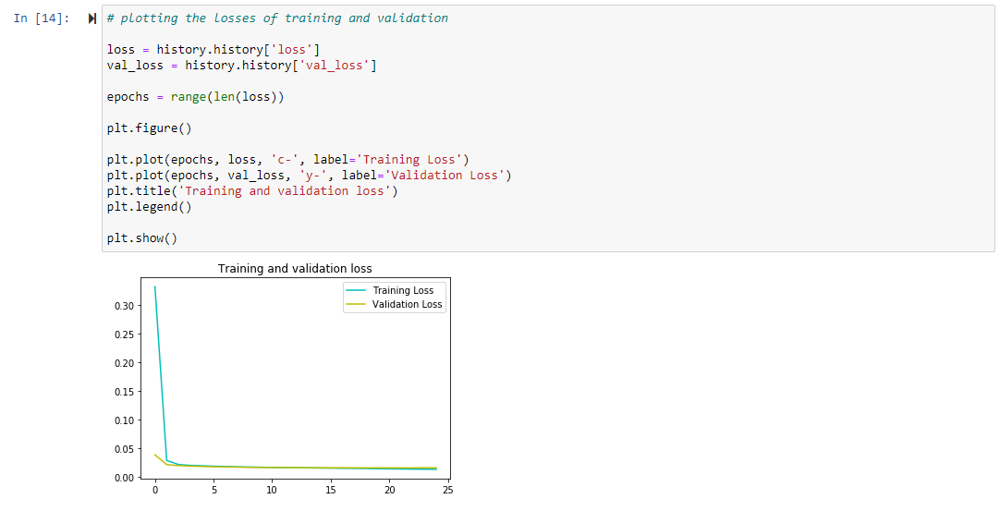 In [14]:
# plotting the losses of training and validation
loss = history.history['loss']
val_loss = history.history['val_loss']
epochs = range(len(loss))
plt.figure()
plt.plot(epochs, loss, 'c-', label='Training Loss')
plt.plot(epochs, val_loss, 'y-', label='Validation Loss')
plt.title('Training and validation loss')
plt.legend()
plt.show()
Training and validation loss
Training Loss
Validation Loss
0.30
0.25
0.20
0.15
0.10
0.05
0.00
0 5 10 15 20 25